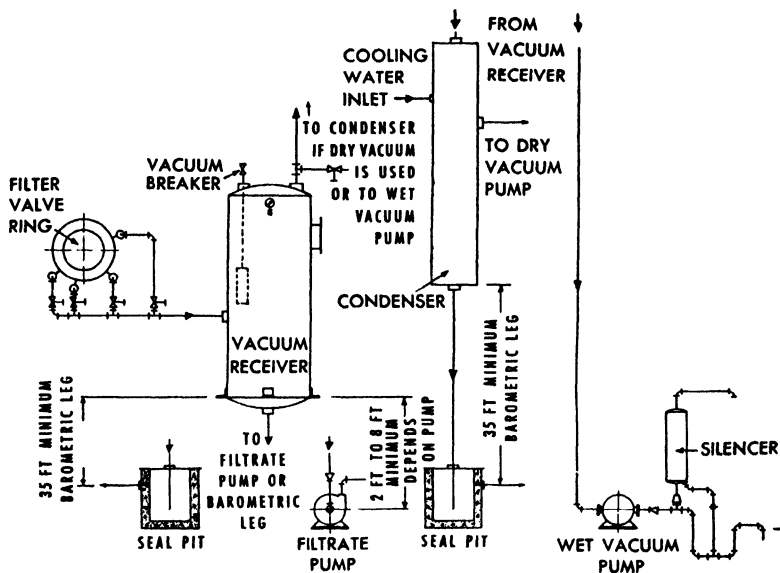 FROM
VACUUM
RECEIVER
COOLING
WATER
INLET
TO CONDENSER
IF DRY VACUUM
IS USED
OR TO WET
VACUUM
PUMP
TO DRY
VACUUM
PUMP
VACUUM
BREAKER
FILTER
VALVE
RING
CONDENSER
VACUUM
RECEIVER
35 FT MINIMUM
BAROMETRIC LEG
TO
FILTRATE
PUMP OR
BAROMETRIC
LEG
2 FT TO 8 FT
MINIMUM
DEPENDS
ON PUMP
35 FT MINIMUM
BAROMETRIC LEG
SILENCER
SEAL PIT
FILTRATE
PUMP
SEAL PIT
WET VACUUM
PUMP